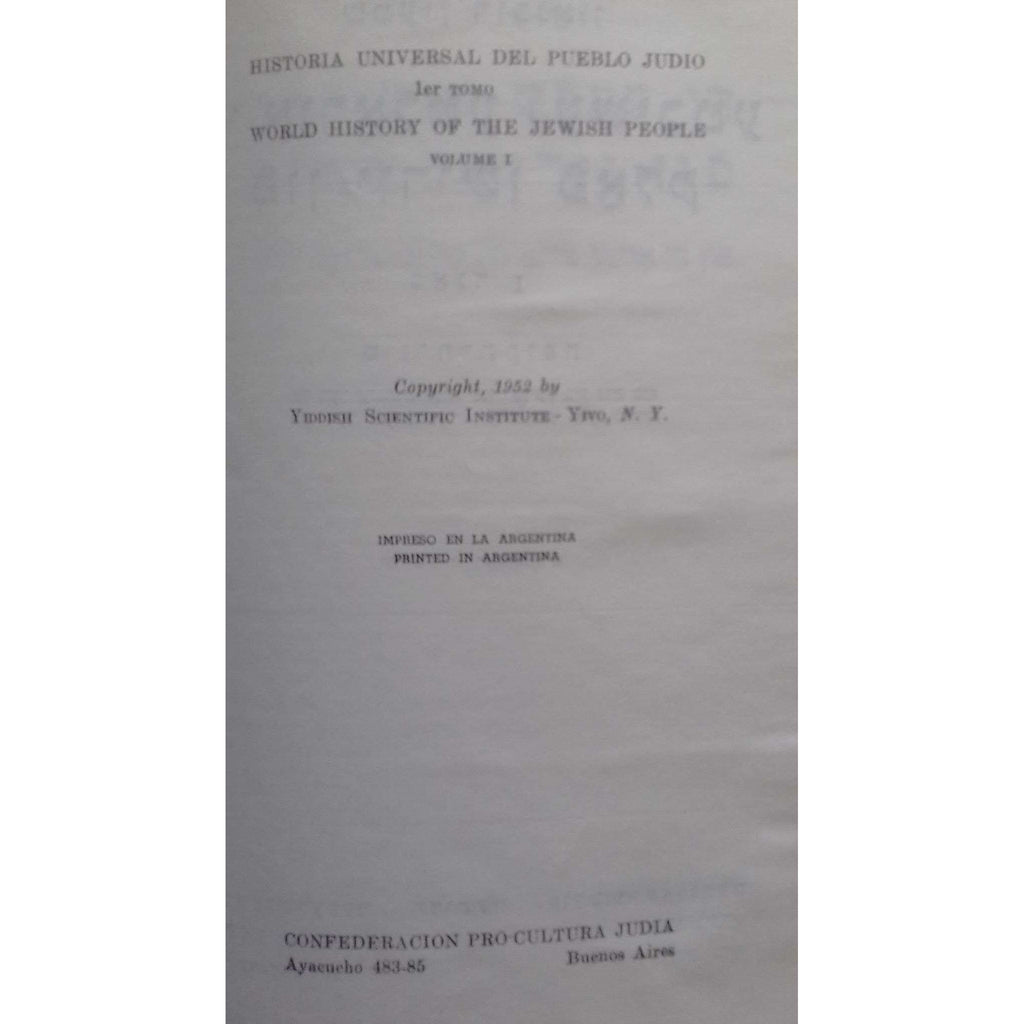 HISTORIA UNIVERSAL DEL PUEBLO JUDIO
1er TOMO
WORLD HISTORY OF THE JEWISH PEOPLE
VOLUME I
Copyright, 1952 by
YIDDISH SCIENTIFIC INSTITUTE - YIVO, N. Y.
IMPRESO EN LA ARGENTINA
PRINTED IN ARGENTINA
CONFEDERACION PRO-CULTURA JUDIA
Ayacucho 483-85 Buenos Aires